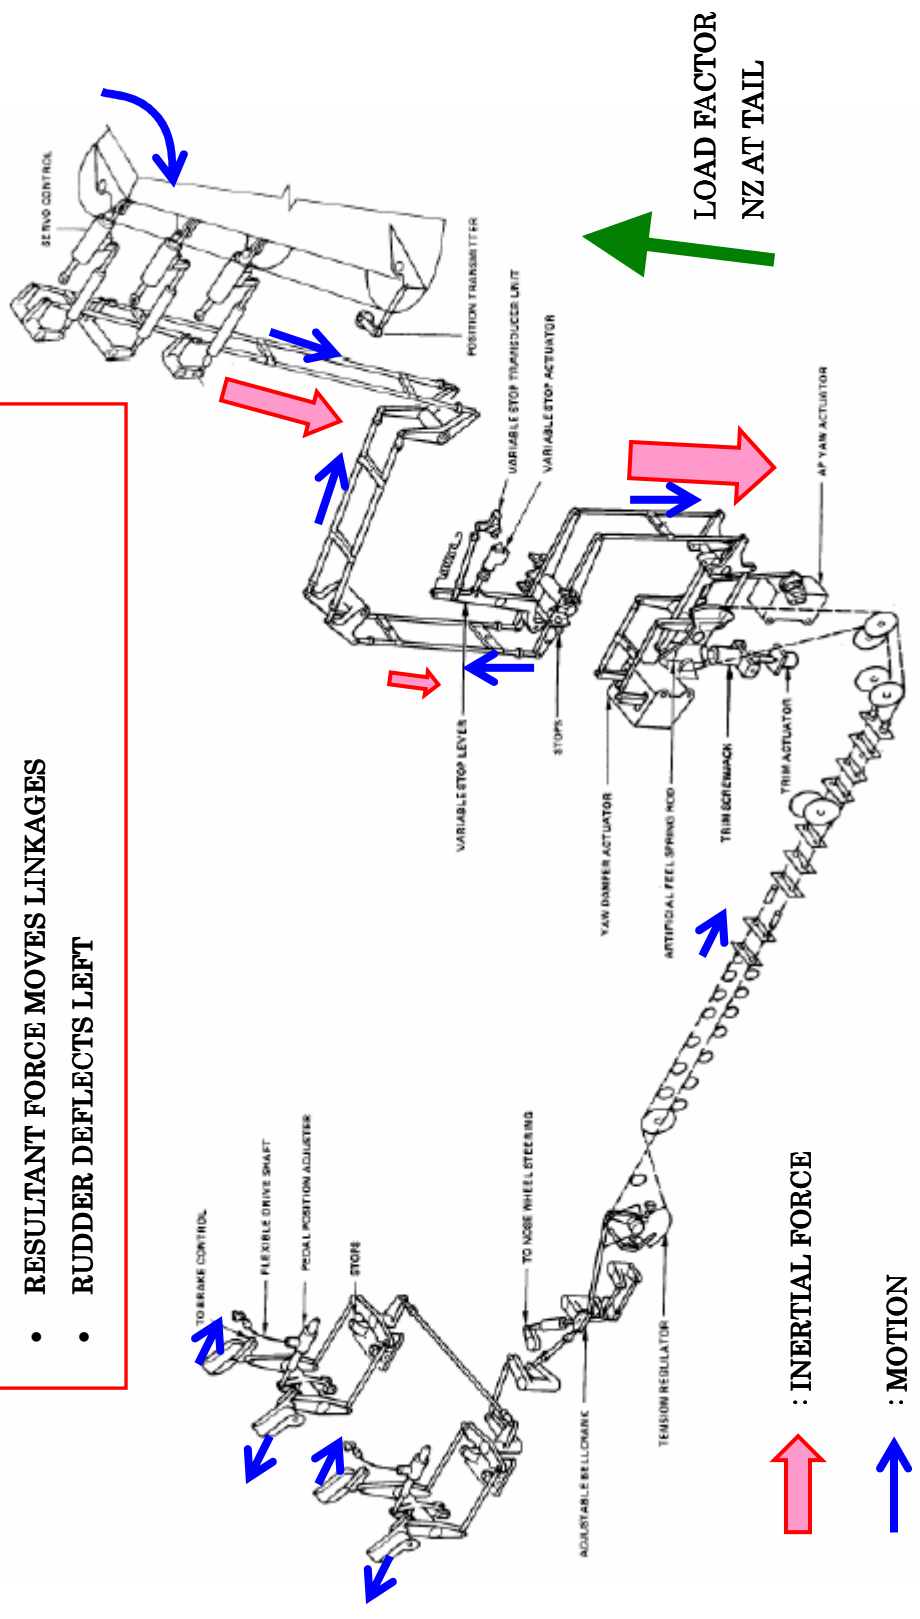 • RESULTANT FORCE MOVES LINKAGES
• RUDDER DEFLECTS LEFT
TO BRAKE CONTROL
FLEXIBLE DRIVE SHAFT
PEDAL POSITION ADJUSTER
STOPS
TO NOSE WHEEL STEERING
ADJUSTABLE BELLCRANK
TENSION REGULATOR
VARIABLE STOP LEVER
STOPS
YAW DAMPER ACTUATOR
ARTIFICIAL FEEL SPRING ROD
TRIM SCREWJACK
TRIM ACTUATOR
SERVO CONTROL
POSITION TRANSMITTER
VARIABLE STOP TRANSDUCER UNIT
VARIABLE STOP ACTUATOR
AP YAW ACTUATOR
LOAD FACTOR
NZ AT TAIL
: INERTIAL FORCE
: MOTION